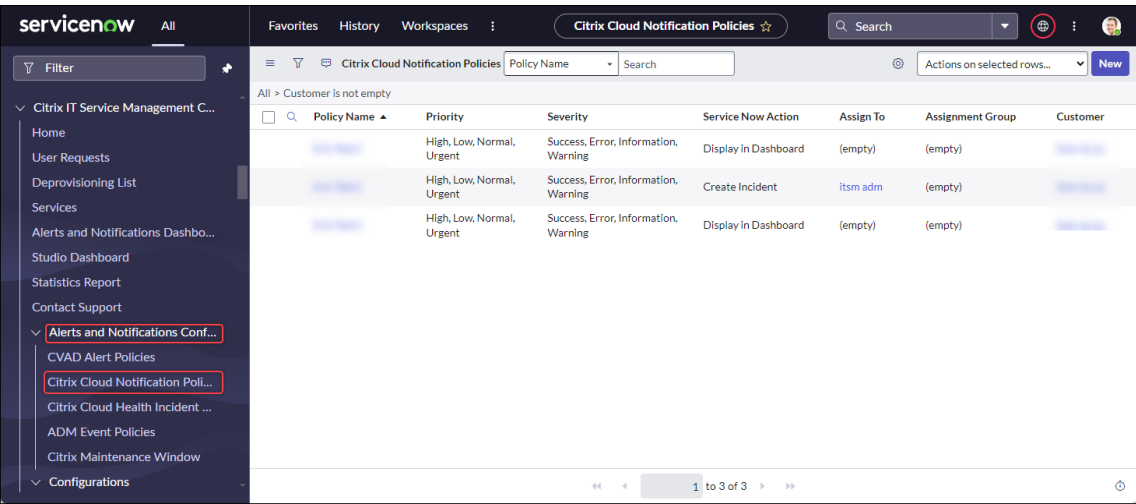 servicenow All Favorites History Workspaces Citrix Cloud Notification Policies Search
Filter
Citrix IT Service Management C...
Home
User Requests
Deprovisioning List
Services
Alerts and Notifications Dashbo...
Studio Dashboard
Statistics Report
Contact Support
Alerts and Notifications Conf...
CVAD Alert Policies
Citrix Cloud Notification Poli...
Citrix Cloud Health Incident ...
ADM Event Policies
Citrix Maintenance Window
Configurations
Citrix Cloud Notification Policies Policy Name Search Actions on selected rows... New
All > Customer is not empty
Policy Name Priority Severity Service Now Action Assign To Assignment Group Customer
High, Low, Normal, Urgent Success, Error, Information, Warning Display in Dashboard (empty) (empty)
High, Low, Normal, Urgent Success, Error, Information, Warning Create Incident itsm adm (empty)
High, Low, Normal, Urgent Success, Error, Information, Warning Display in Dashboard (empty) (empty)
1 to 3 of 3